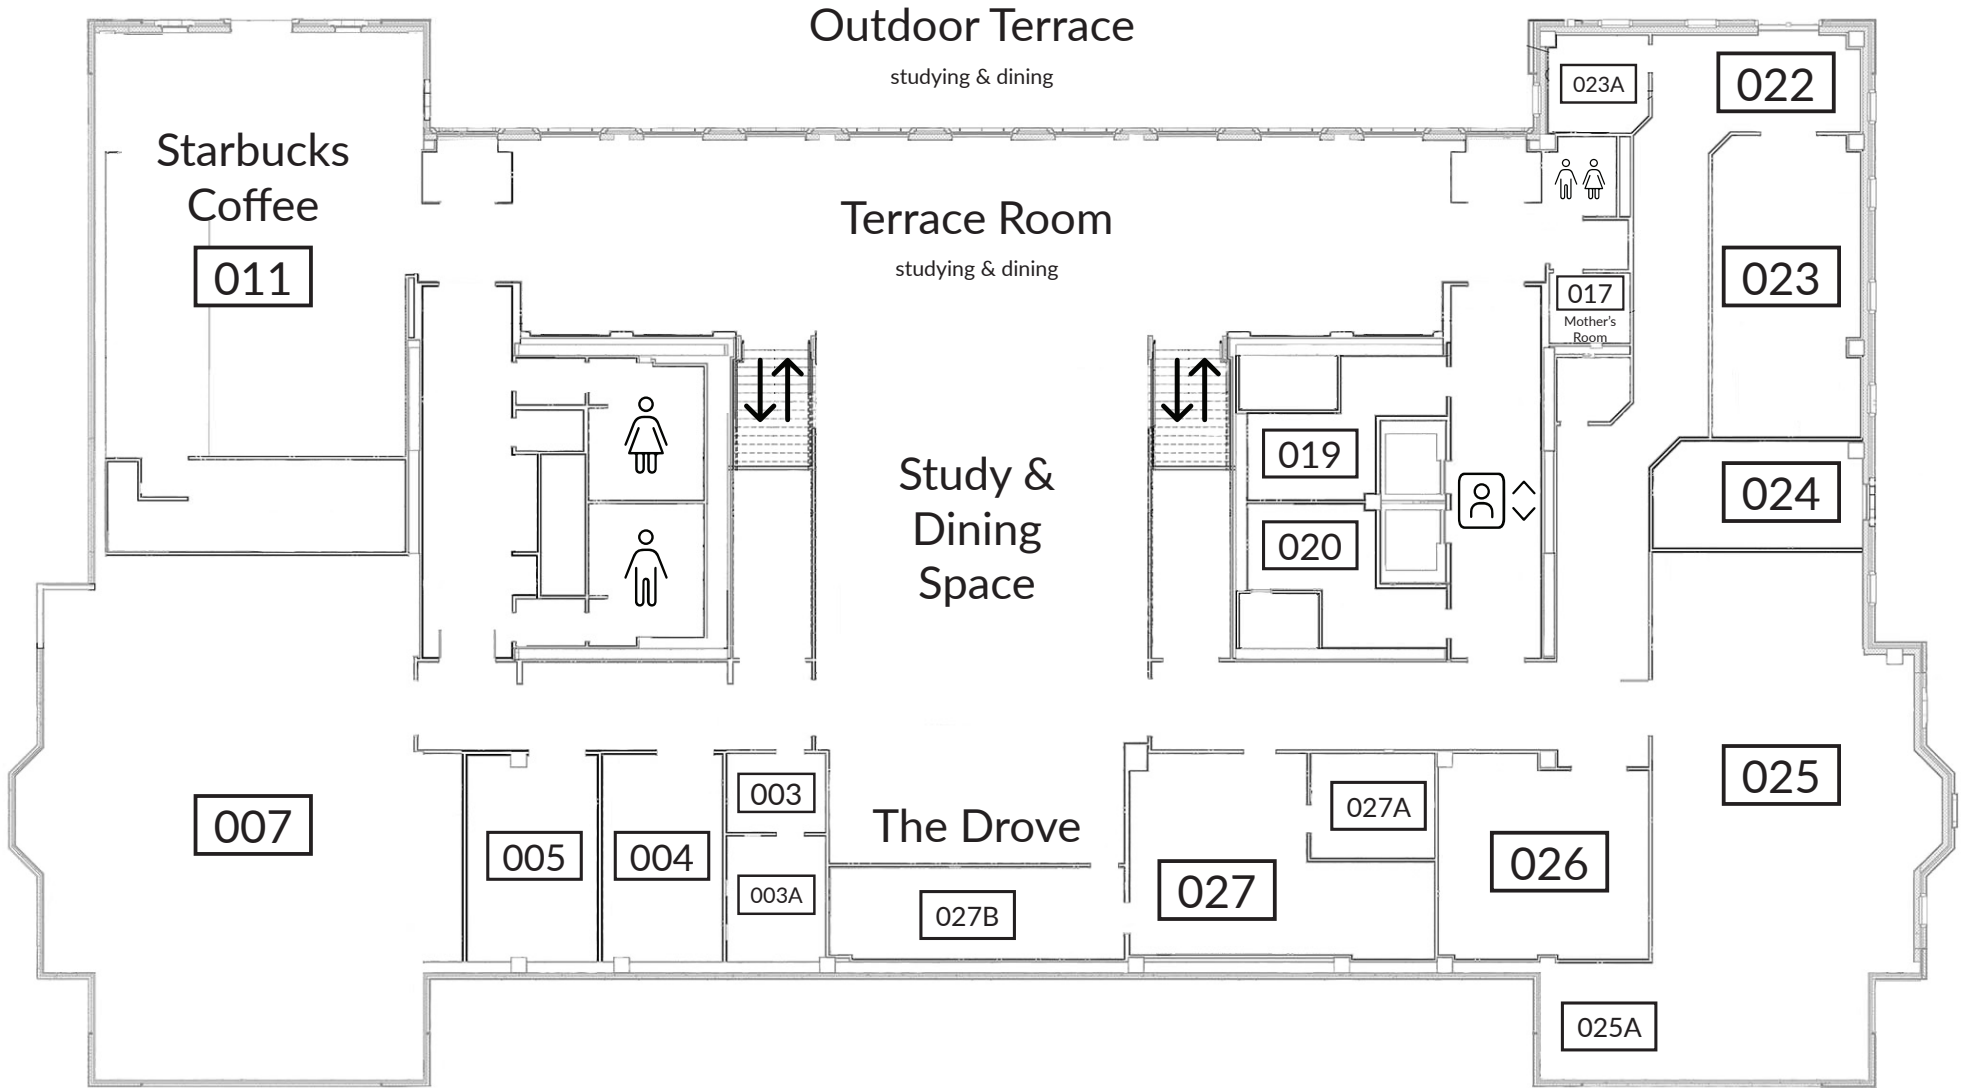 Outdoor Terrace
studying & dining
023A
022
Starbucks
Coffee
011
Terrace Room
studying & dining
017
Mother's
Room
023
019
020
Study &
Dining
Space
024
007
005
004
003
003A
The Drove
027B
027
027A
026
025
025A